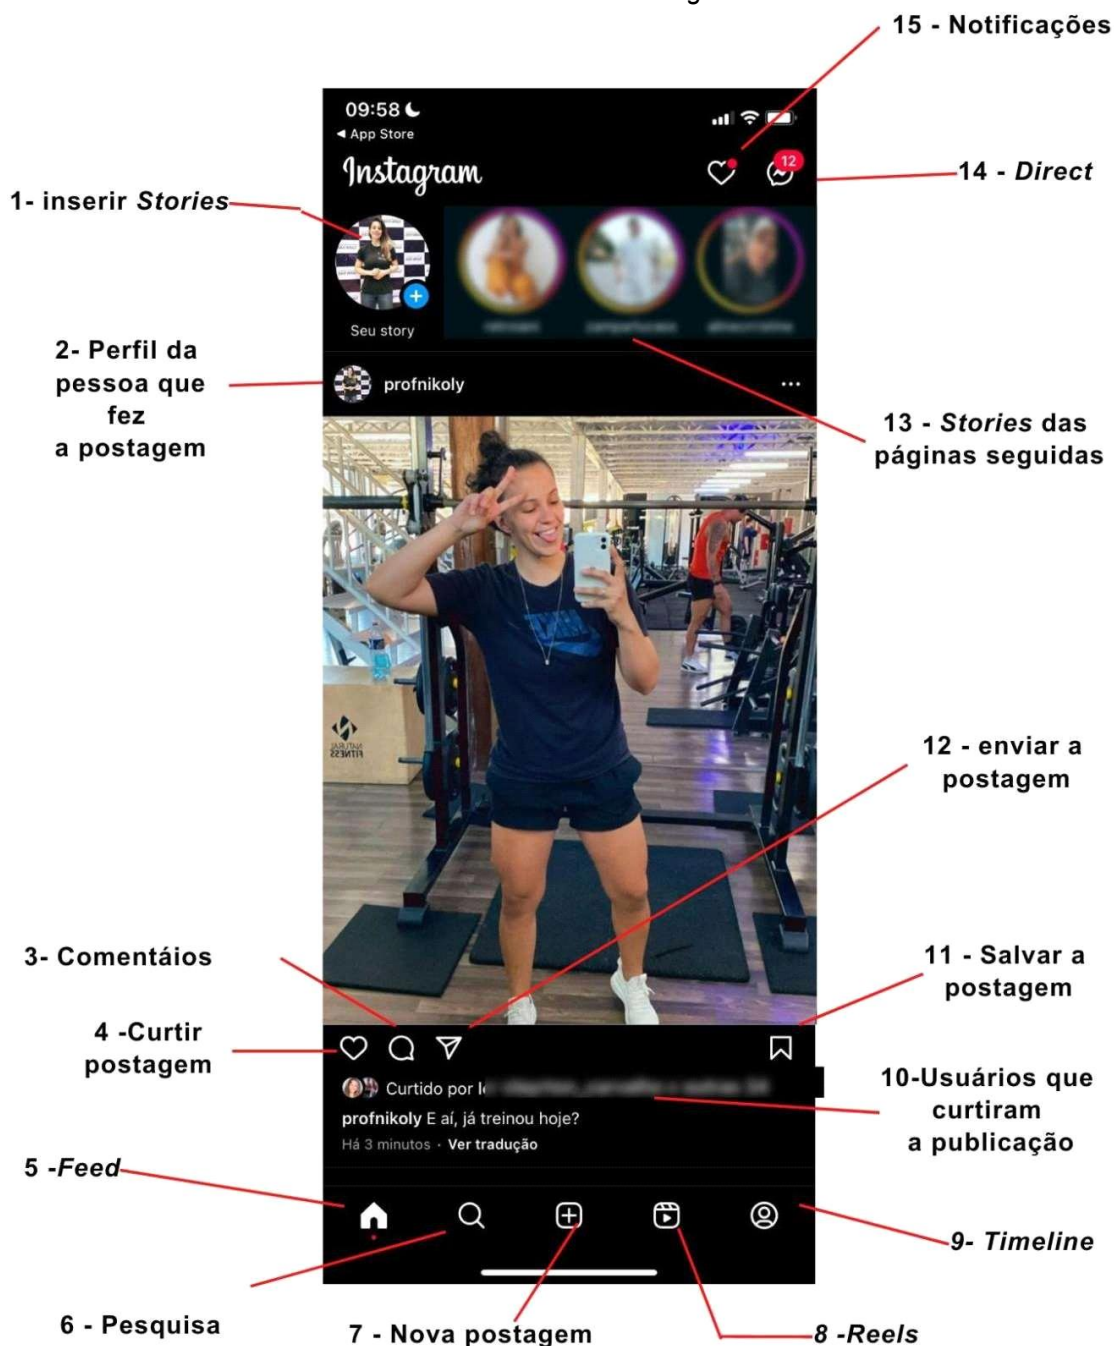 15 - Notificações
09:58
App Store
Instagram
12
14 - Direct
1- inserir Stories
Seu story
2- Perfil da
pessoa que
fez
a postagem
profnikoly
13 - Stories das
páginas seguidas
NATURAL
FITNESS
12 - enviar a
postagem
3- Comentáios
11 - Salvar a
postagem
4 -Curtir
postagem
Curtido por
10-Usuários que
curtiram
a publicação
profnikoly E aí, já treinou hoje?
Há 3 minutos · Ver tradução
5 -Feed
9- Timeline
6 - Pesquisa
7 - Nova postagem
8 -Reels